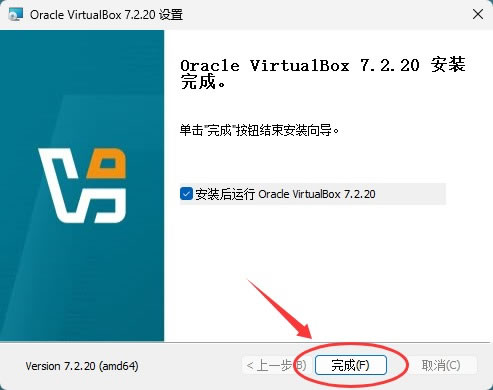 Oracle VirtualBox 7.2.20 设置
Oracle VirtualBox 7.2.20 安装
完成。
单击"完成"按钮结束安装向导。
安装后运行 Oracle VirtualBox 7.2.20
Version 7.2.20 (amd64)
< 上一步(B)
完成(F)
取消(C)